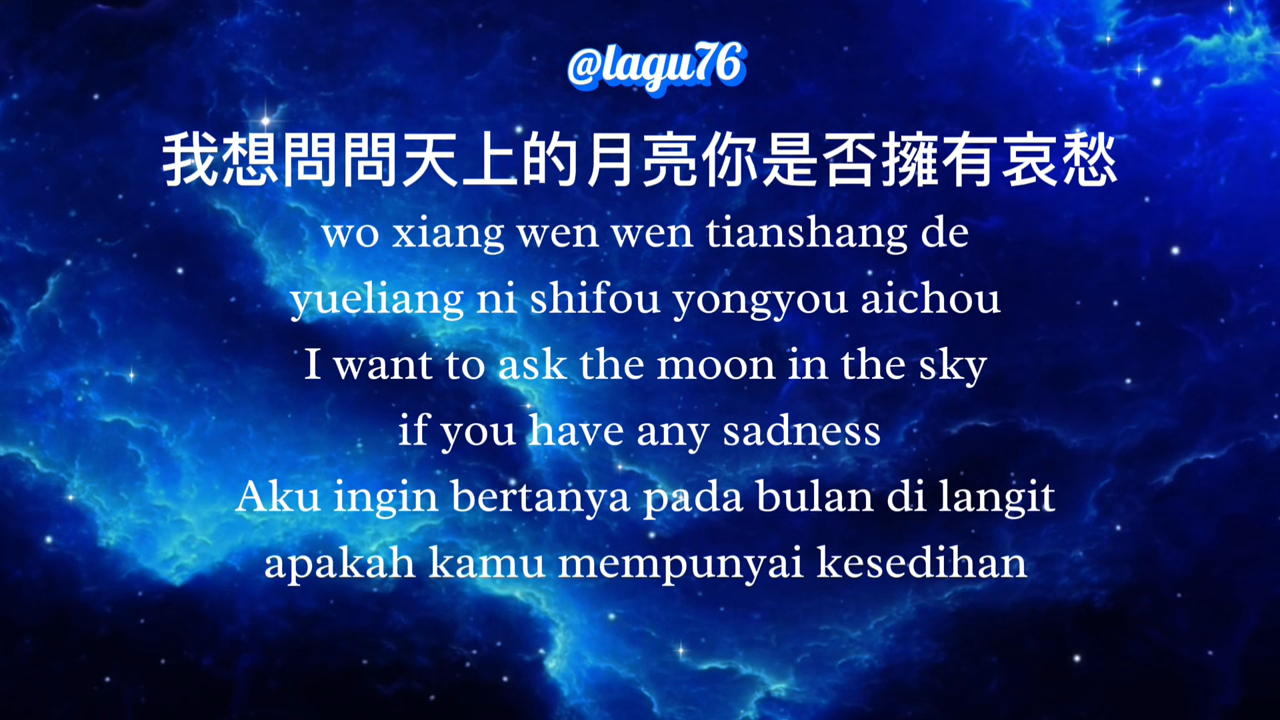 @lagu76
我想問問天上的月亮你是否擁有哀愁
wo xiang wen wen tianshang de
yueliang ni shifou yongyou aichou
I want to ask the moon in the sky
if you have any sadness
Aku ingin bertanya pada bulan di langit
apakah kamu mempunyai kesedihan